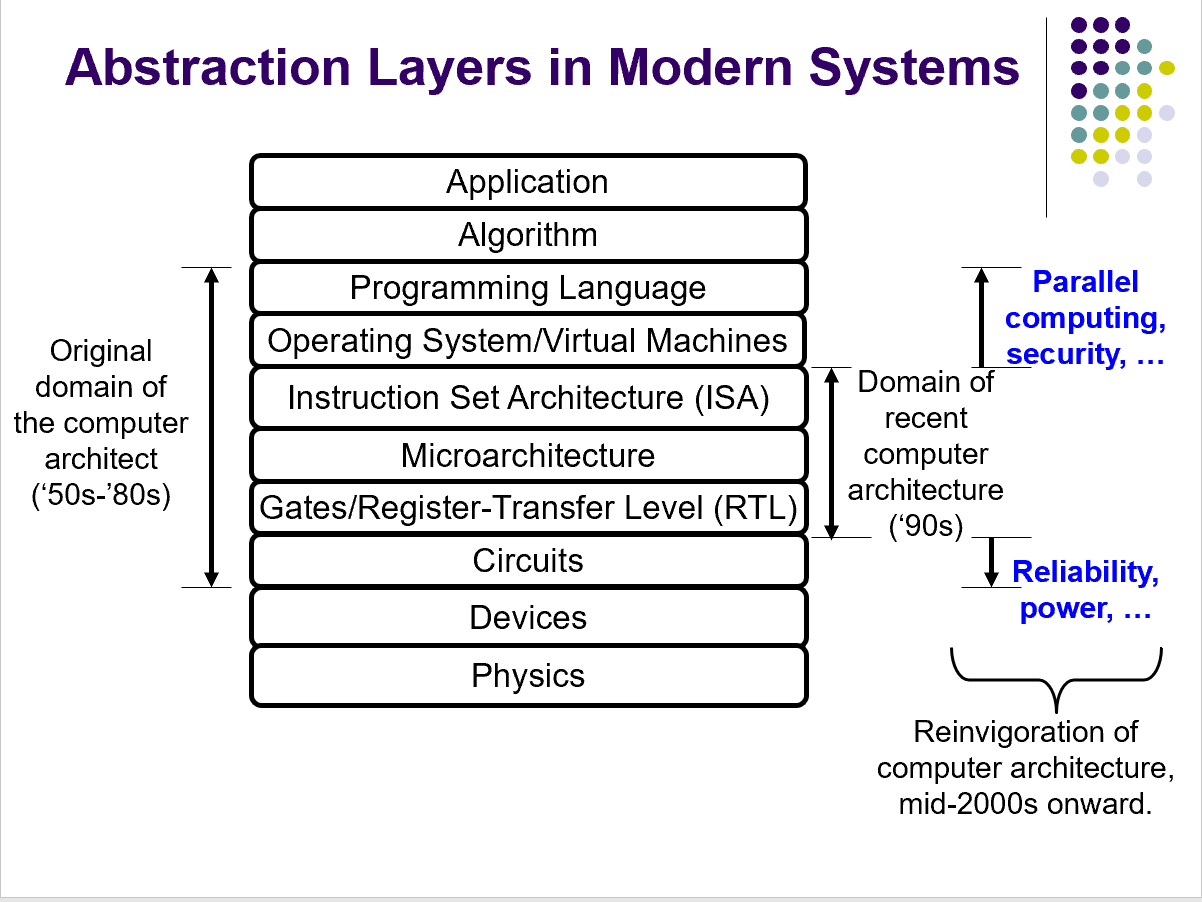 Abstraction Layers in Modern Systems
Application
Algorithm
Programming Language
Operating System/Virtual Machines
Instruction Set Architecture (ISA)
Microarchitecture
Gates/Register-Transfer Level (RTL)
Circuits
Devices
Physics
Original
domain of
the computer
architect
(‘50s-’80s)
Domain of
recent
computer
architecture
(‘90s)
Parallel
computing,
security, …
Reliability,
power, …
Reinvigoration of
computer architecture,
mid-2000s onward.